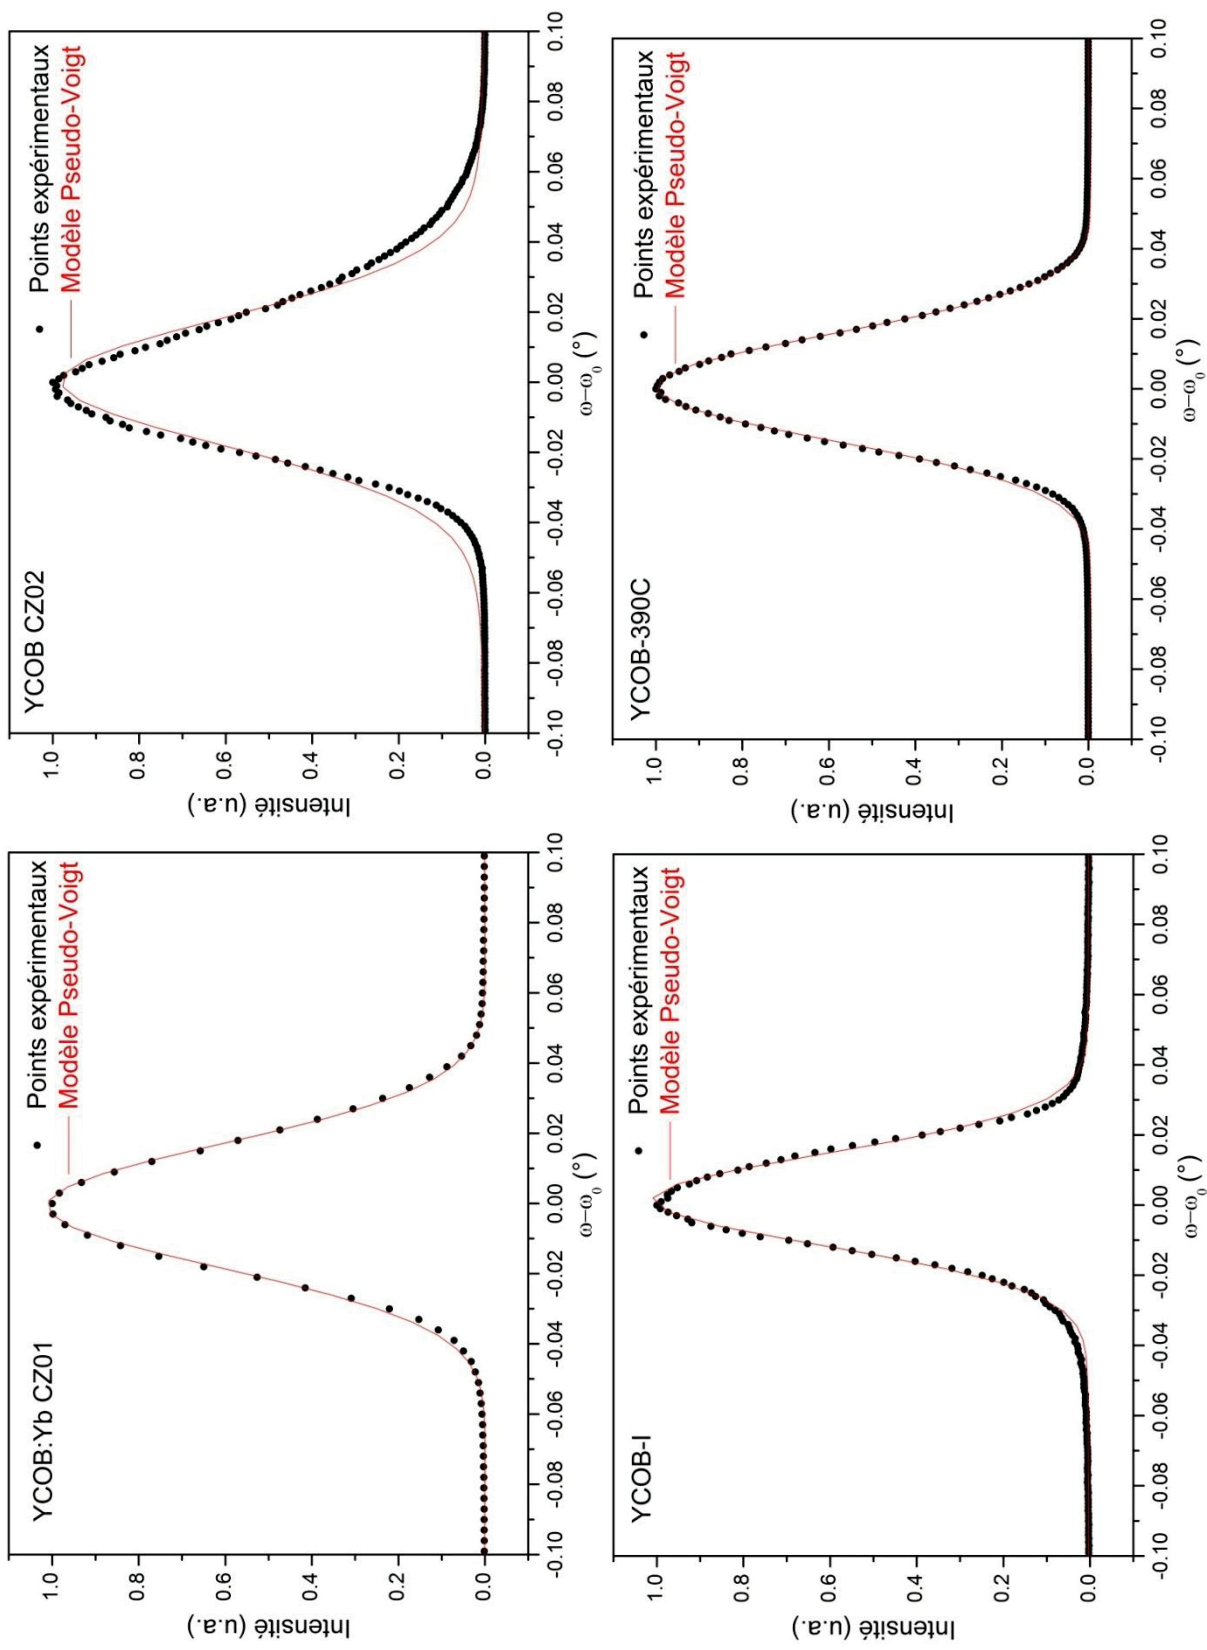 YCOB:Yb CZ01
Points expérimentaux
Modèle Pseudo-Voigt
Intensité (u.a.)
1.0
0.8
0.6
0.4
0.2
0.0
-0.10 -0.08 -0.06 -0.04 -0.02 0.00 0.02 0.04 0.06 0.08 0.10
ω−ω0 (°)
YCOB CZ02
Points expérimentaux
Modèle Pseudo-Voigt
Intensité (u.a.)
1.0
0.8
0.6
0.4
0.2
0.0
-0.10 -0.08 -0.06 -0.04 -0.02 0.00 0.02 0.04 0.06 0.08 0.10
ω−ω0 (°)
YCOB-I
Points expérimentaux
Modèle Pseudo-Voigt
Intensité (u.a.)
1.0
0.8
0.6
0.4
0.2
0.0
-0.10 -0.08 -0.06 -0.04 -0.02 0.00 0.02 0.04 0.06 0.08 0.10
ω−ω0 (°)
YCOB-390C
Points expérimentaux
Modèle Pseudo-Voigt
Intensité (u.a.)
1.0
0.8
0.6
0.4
0.2
0.0
-0.10 -0.08 -0.06 -0.04 -0.02 0.00 0.02 0.04 0.06 0.08 0.10
ω−ω0 (°)